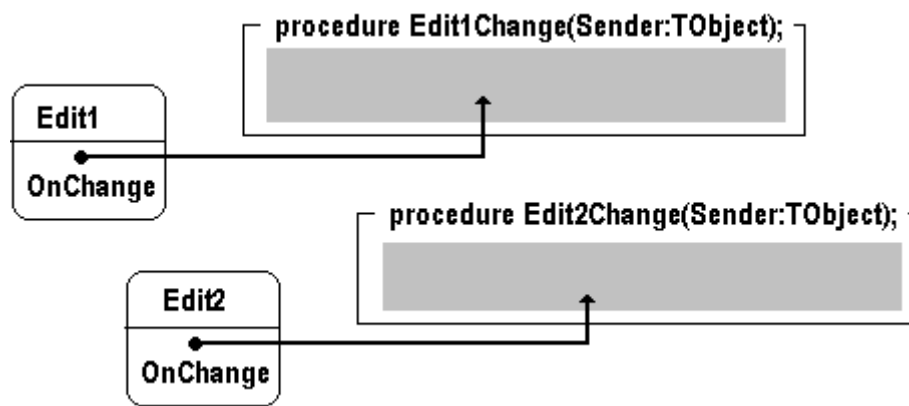 procedure Edit1Change(Sender:TObject);
Edit1
OnChange
procedure Edit2Change(Sender:TObject);
Edit2
OnChange